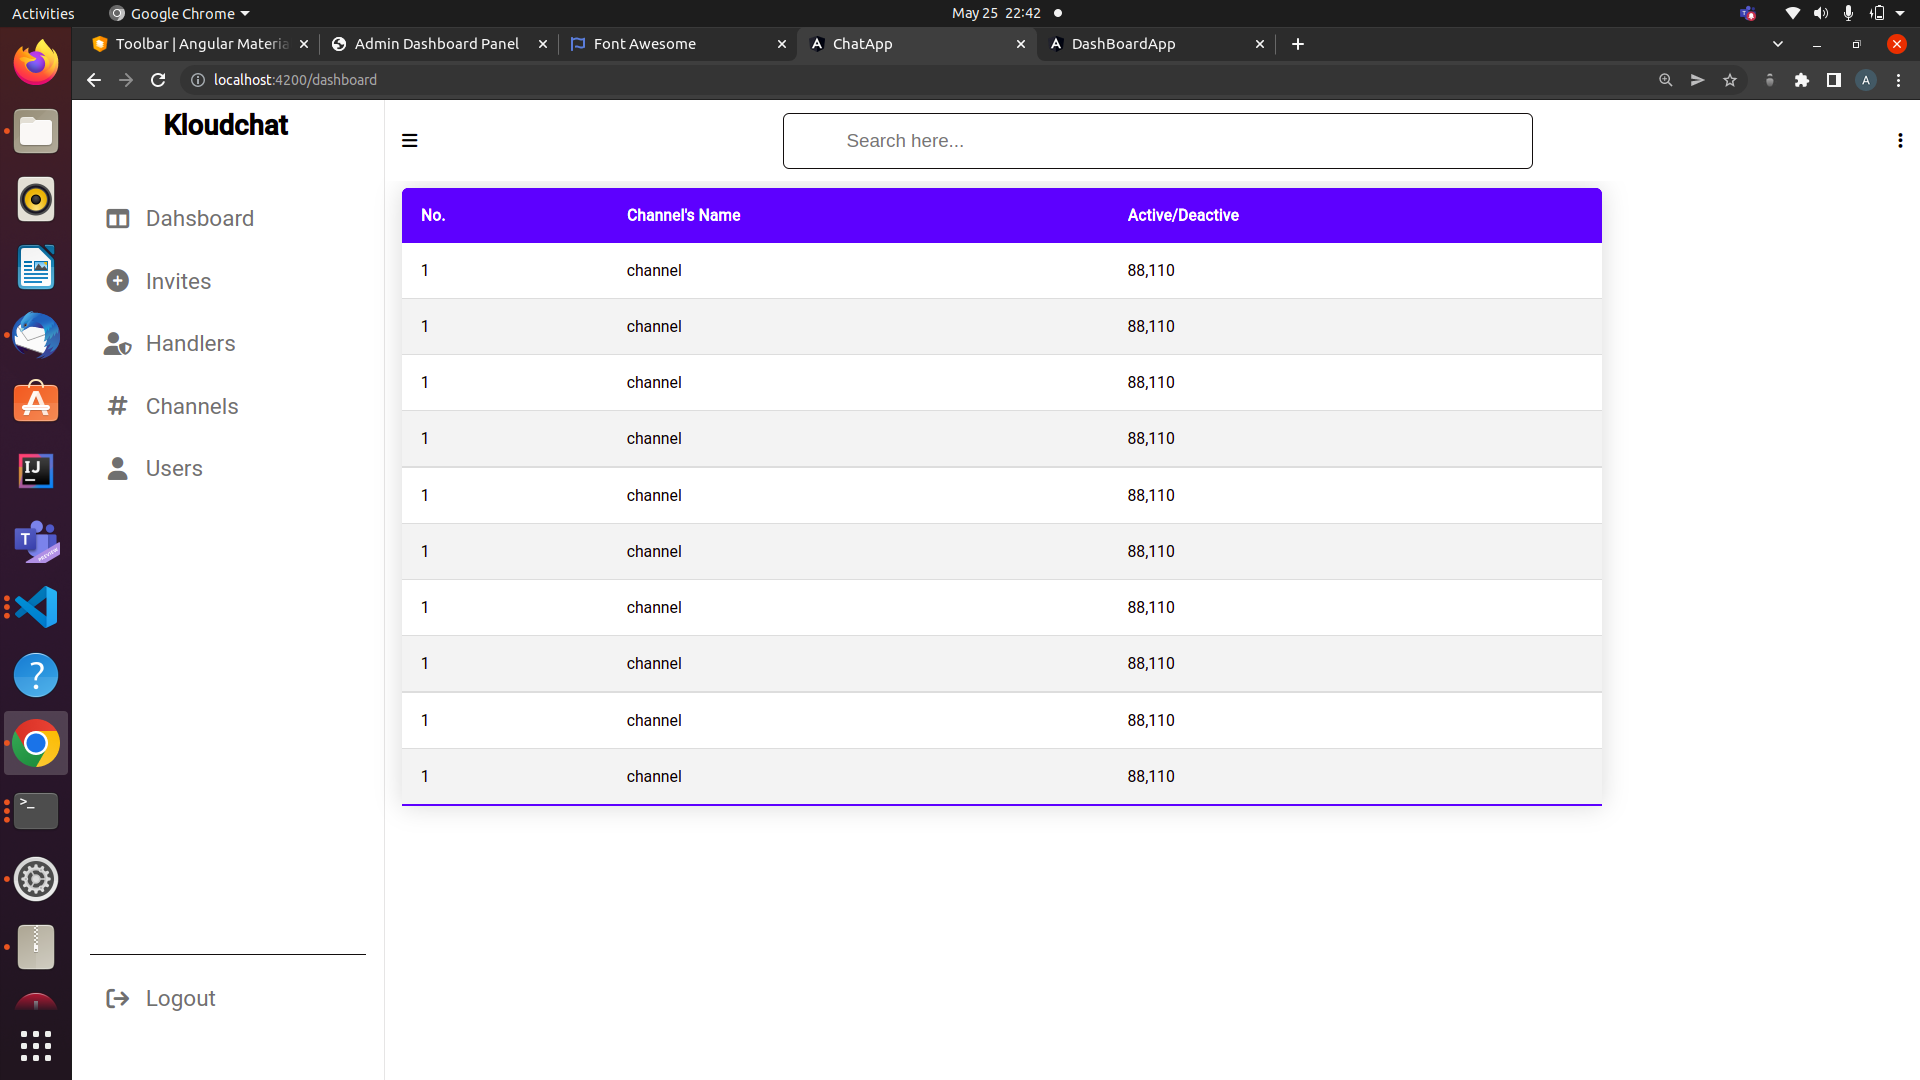 Activities
Google Chrome
May 25 22:42
Toolbar | Angular Materia
Admin Dashboard Panel
Font Awesome
ChatApp
DashBoardApp
localhost:4200/dashboard
A
Kloudchat
Search here...
Dahsboard
Invites
Handlers
Channels
Users
Logout
No. Channel's Name Active/Deactive
1 channel 88,110
1 channel 88,110
1 channel 88,110
1 channel 88,110
1 channel 88,110
1 channel 88,110
1 channel 88,110
1 channel 88,110
1 channel 88,110
1 channel 88,110